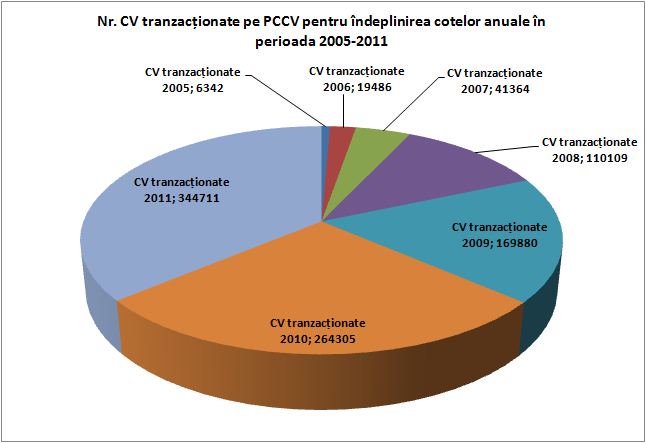 Nr. CV tranzacționate pe PCCV pentru îndeplinirea cotelor anuale în
perioada 2005-2011
CV tranzacționate
2005; 6342
CV tranzacționate
2006; 19486
CV tranzacționate
2007; 41364
CV tranzacționate
2008; 110109
CV tranzacționate
2009; 169880
CV tranzacționate
2010; 264305
CV tranzacționate
2011; 344711